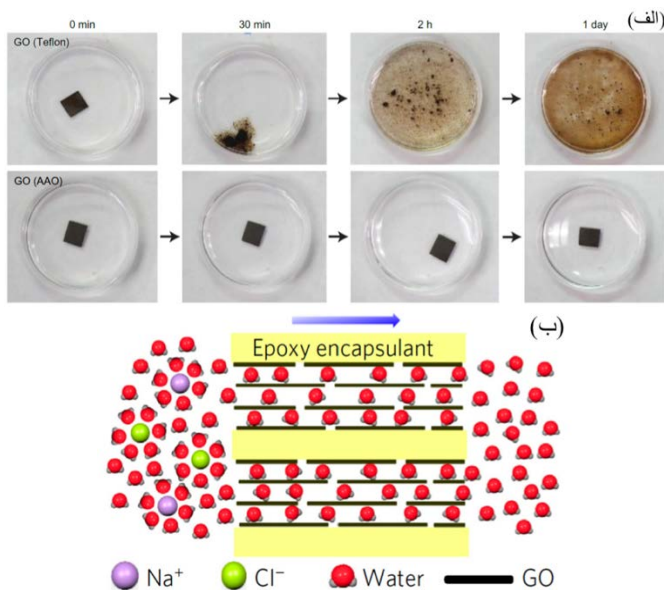 0 min 30 min 2 h 1 day (الف)
GO (Teflon)
GO (AAO)
(ب)
Epoxy encapsulant
Na⁺ Cl⁻ Water GO